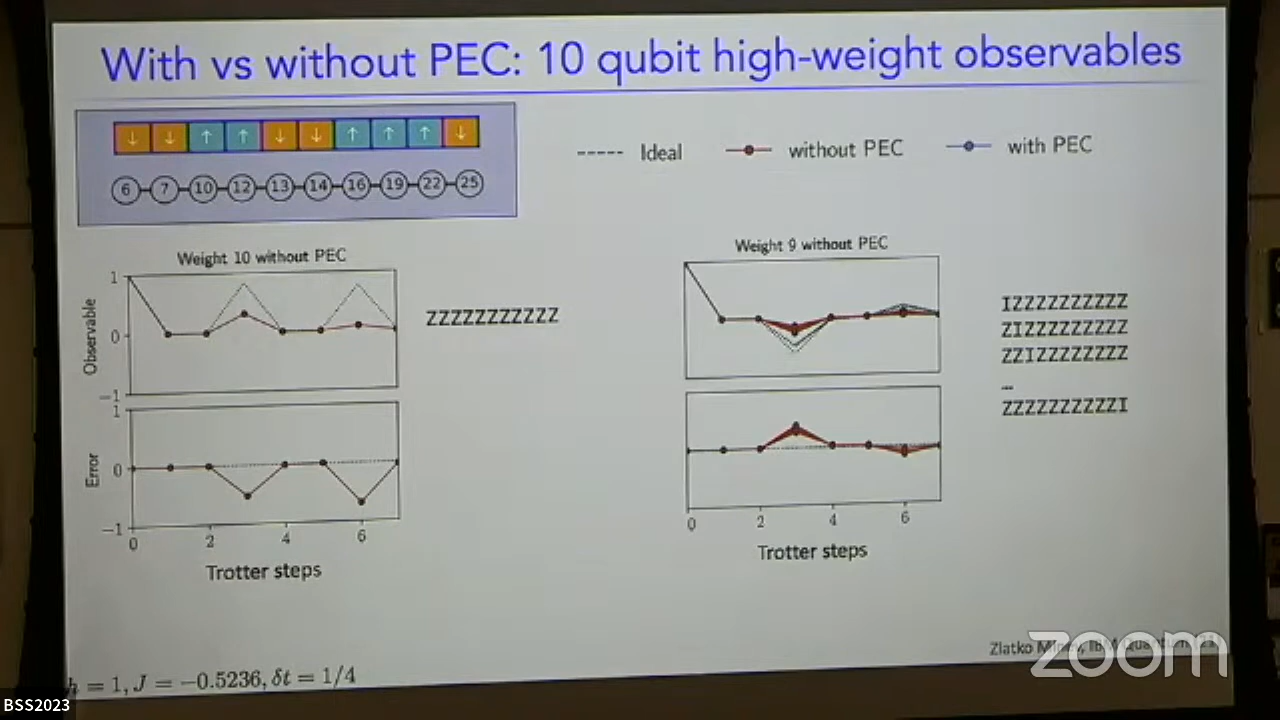 With vs without PEC: 10 qubit high-weight observables
↓ ↓ ↑ ↑ ↓ ↓ ↑ ↑ ↑ ↓
6 7 10 12 13 14 16 19 22 25
Ideal without PEC with PEC
Weight 10 without PEC
Observable
1
0
−1
ZZZZZZZZZZZ
1
Error
0
−1
0 2 4 6
Trotter steps
Weight 9 without PEC
IZZZZZZZZZZ
ZIZZZZZZZZZ
ZZIZZZZZZZZ
…
ZZZZZZZZZZI
0 2 4 6
Trotter steps
h = 1, J = −0.5236, δt = 1/4
Zlatko
zoom
BSS2023